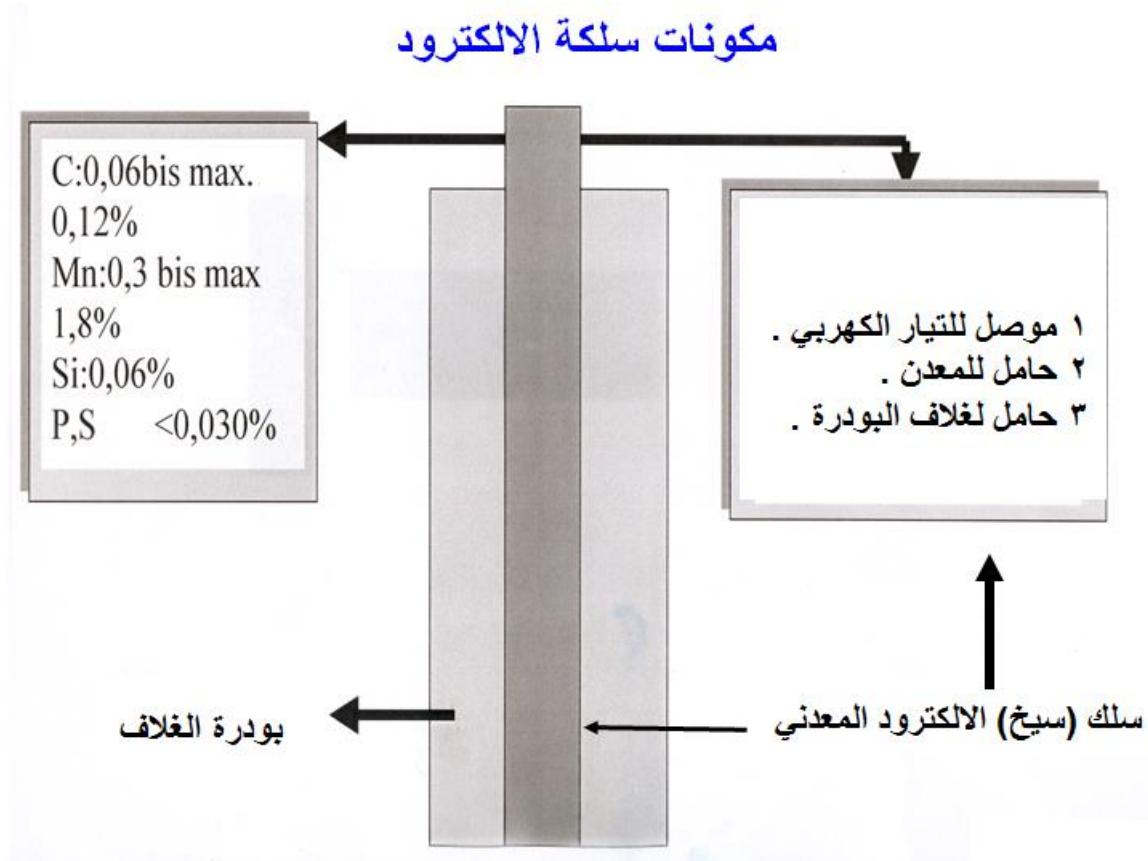 مكونات سلكة الالكترود
C:0,06bis max.
0,12%
Mn:0,3 bis max
1,8%
Si:0,06%
P,S <0,030%
١ موصل للتيار الكهربي .
٢ حامل للمعدن .
٣ حامل لغلاف البودرة .
سلك (سيخ) الالكترود المعدني
بودرة الغلاف